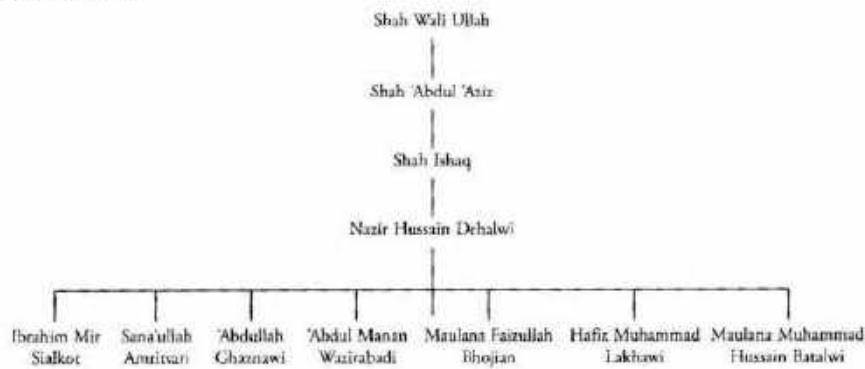 Shah Wali Ullah
Shah 'Abdul 'Aziz
Shah Ishaq
Nazir Hussain Dehalwi
Ibrahim Mir
Sialkot
Sana'ullah
Amritsari
'Abdullah
Ghaznawi
'Abdul Manan
Wazirabadi
Maulana Faizullah
Bhojian
Hafiz Muhammad
Lakhawi
Maulana Muhammad
Hussain Batalwi